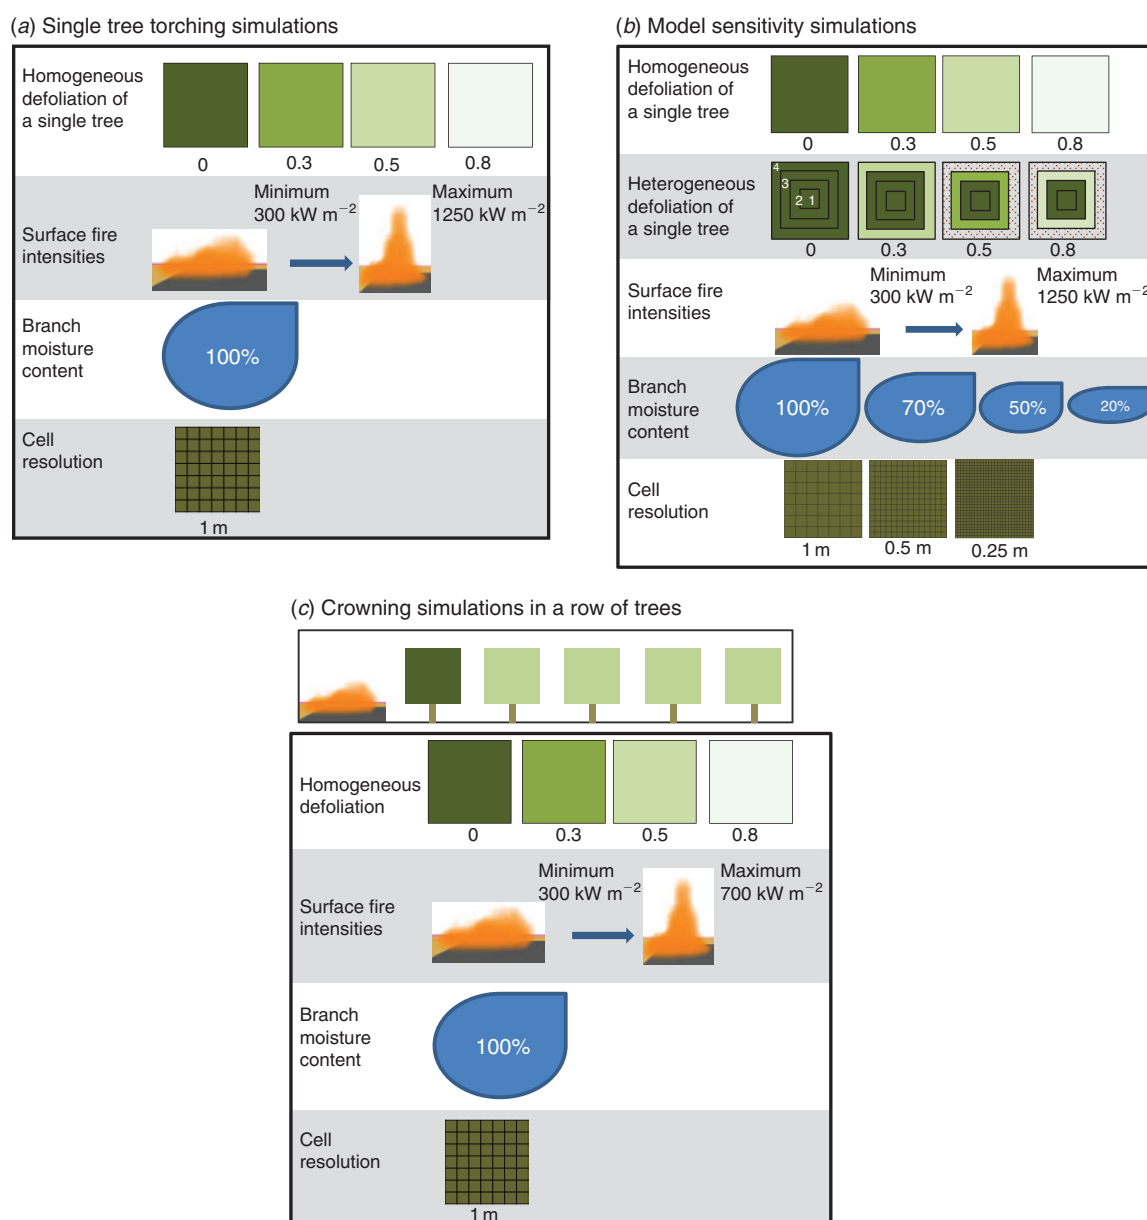 (a) Single tree torching simulations
Homogeneous
defoliation of
a single tree
0 0.3 0.5 0.8
Surface fire
intensities
Minimum
300 kW m−2
Maximum
1250 kW m−2
Branch
moisture
content
100%
Cell
resolution
1 m
(b) Model sensitivity simulations
Homogeneous
defoliation of
a single tree
0 0.3 0.5 0.8
Heterogeneous
defoliation of
a single tree
4
3
2 1
0 0.3 0.5 0.8
Surface fire
intensities
Minimum
300 kW m−2
Maximum
1250 kW m−2
Branch
moisture
content
100% 70% 50% 20%
Cell
resolution
1 m 0.5 m 0.25 m
(c) Crowning simulations in a row of trees
Homogeneous
defoliation
0 0.3 0.5 0.8
Surface fire
intensities
Minimum
300 kW m−2
Maximum
700 kW m−2
Branch
moisture
content
100%
Cell
resolution
1 m